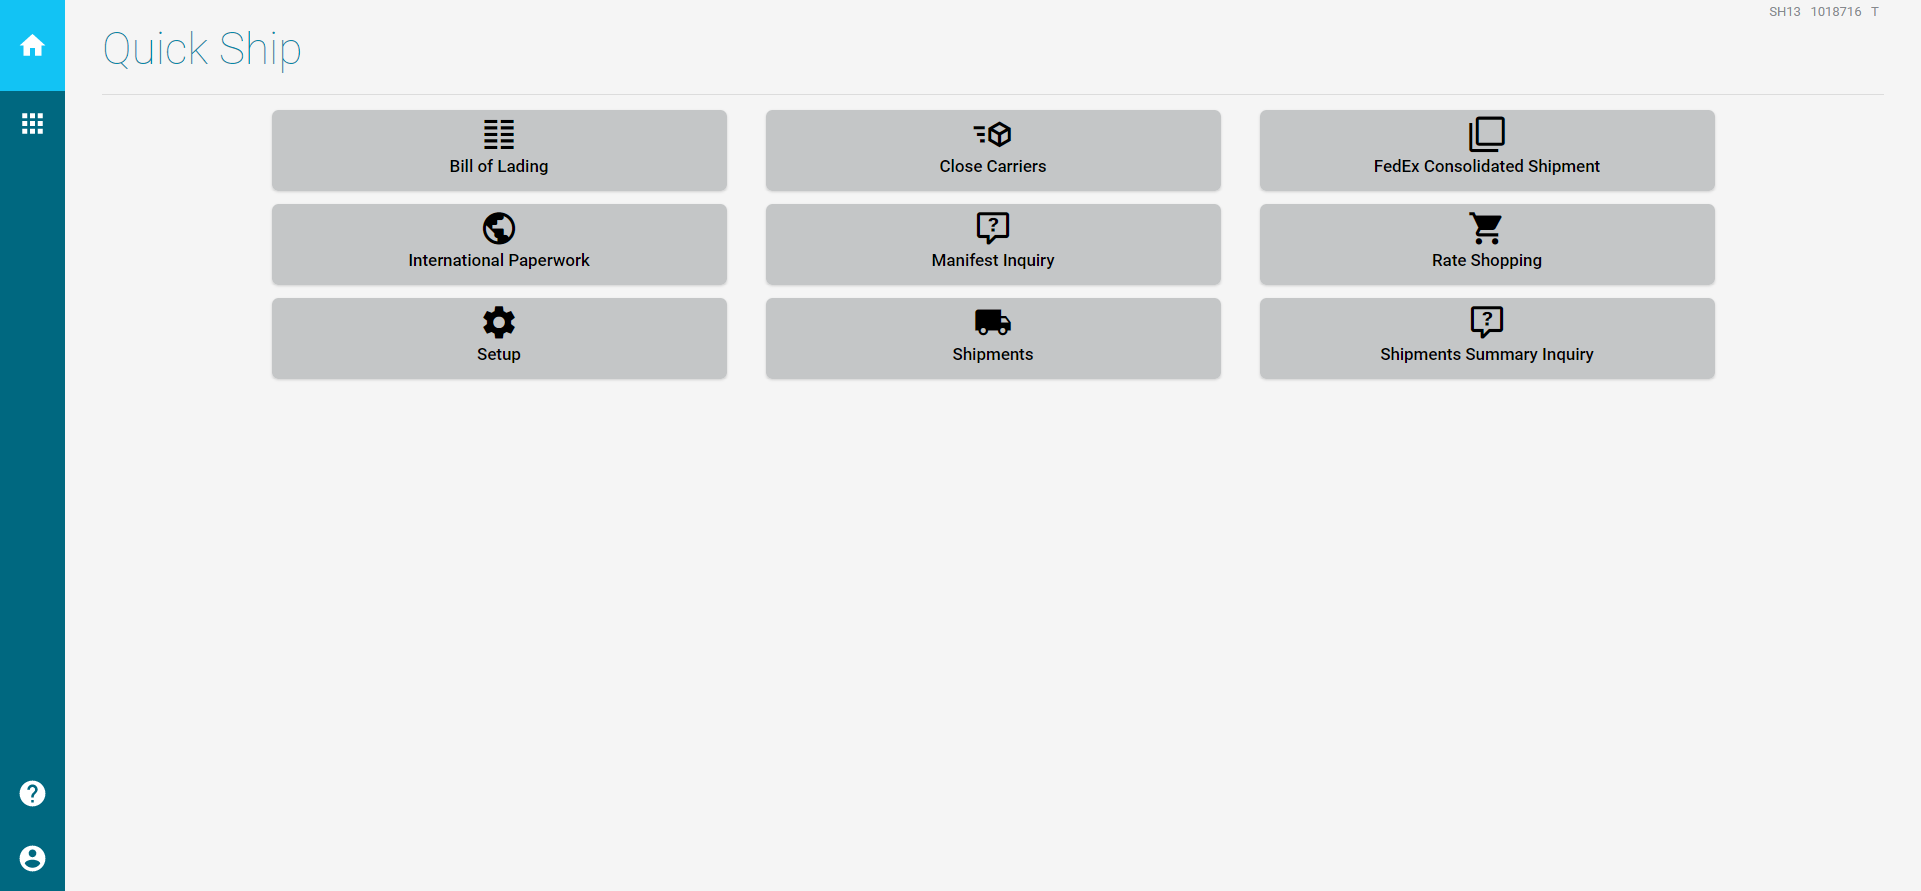 SH13 1018716 T
Quick Ship
Bill of Lading
Close Carriers
FedEx Consolidated Shipment
International Paperwork
Manifest Inquiry
Rate Shopping
Setup
Shipments
Shipments Summary Inquiry